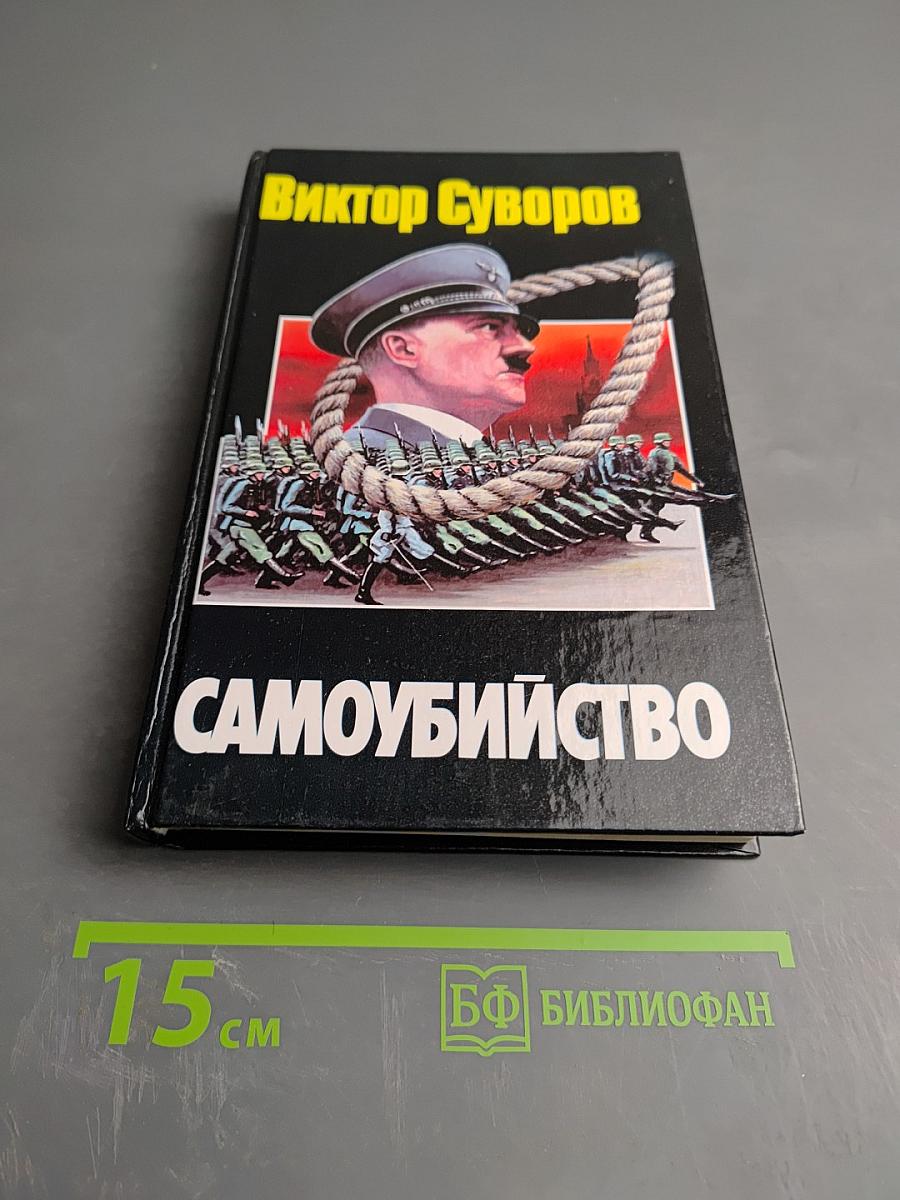 Виктор Суворов
САМОУБИЙСТВО
15 см
БФ БИБЛИОФАН